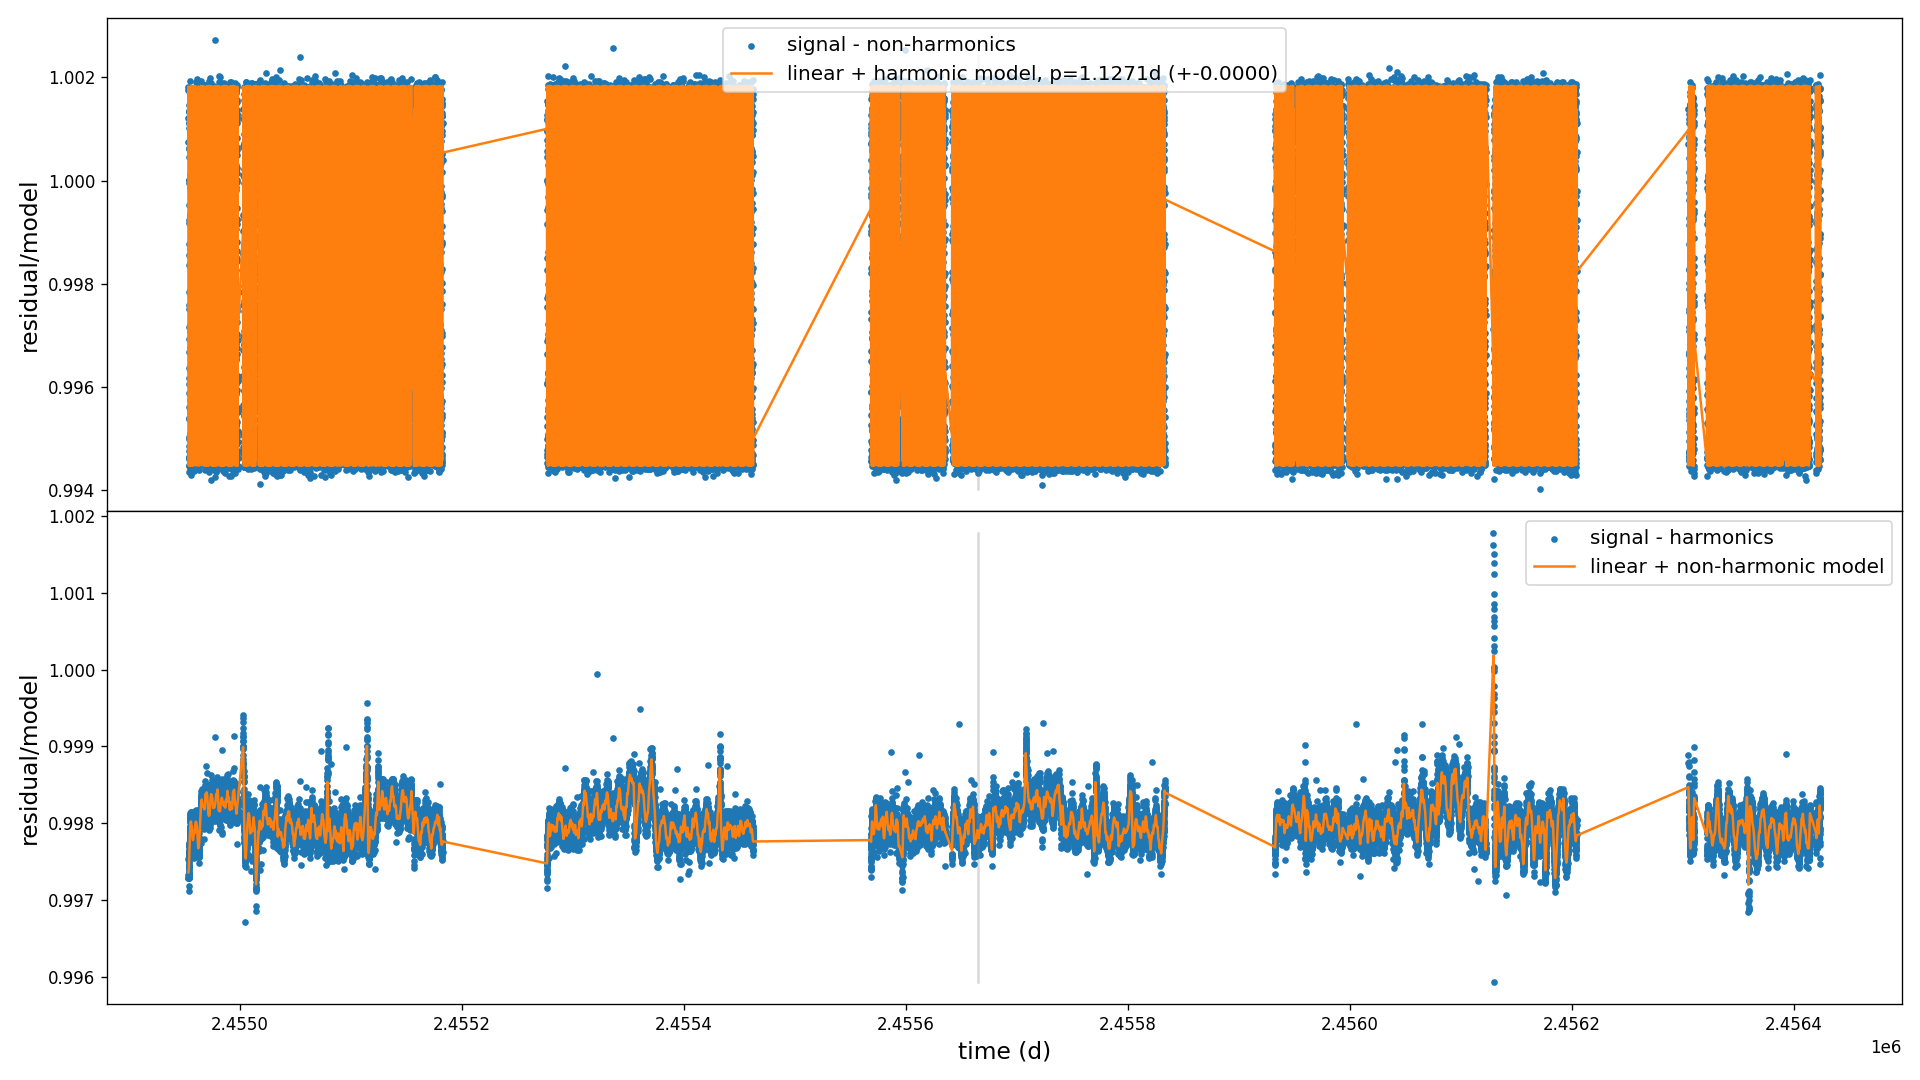 signal - non-harmonics
linear + harmonic model, p=1.1271d (+-0.0000)
residual/model
1.002
1.000
0.998
0.996
0.994
signal - harmonics
linear + non-harmonic model
residual/model
1.002
1.001
1.000
0.999
0.998
0.997
0.996
2.4550
2.4552
2.4554
2.4556
2.4558
2.4560
2.4562
2.4564
time (d)
1e6